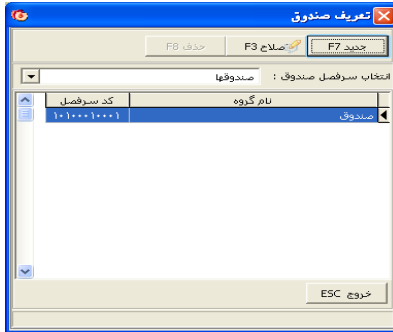 تعریف صندوق
جدید F7 اصلاح F3 حذف F8
انتخاب سرفصل صندوق : صندوقها
نام گروه کد سرفصل
صندوق ۱۰۱۰۰۰۱۰۰۰۱
خروج ESC